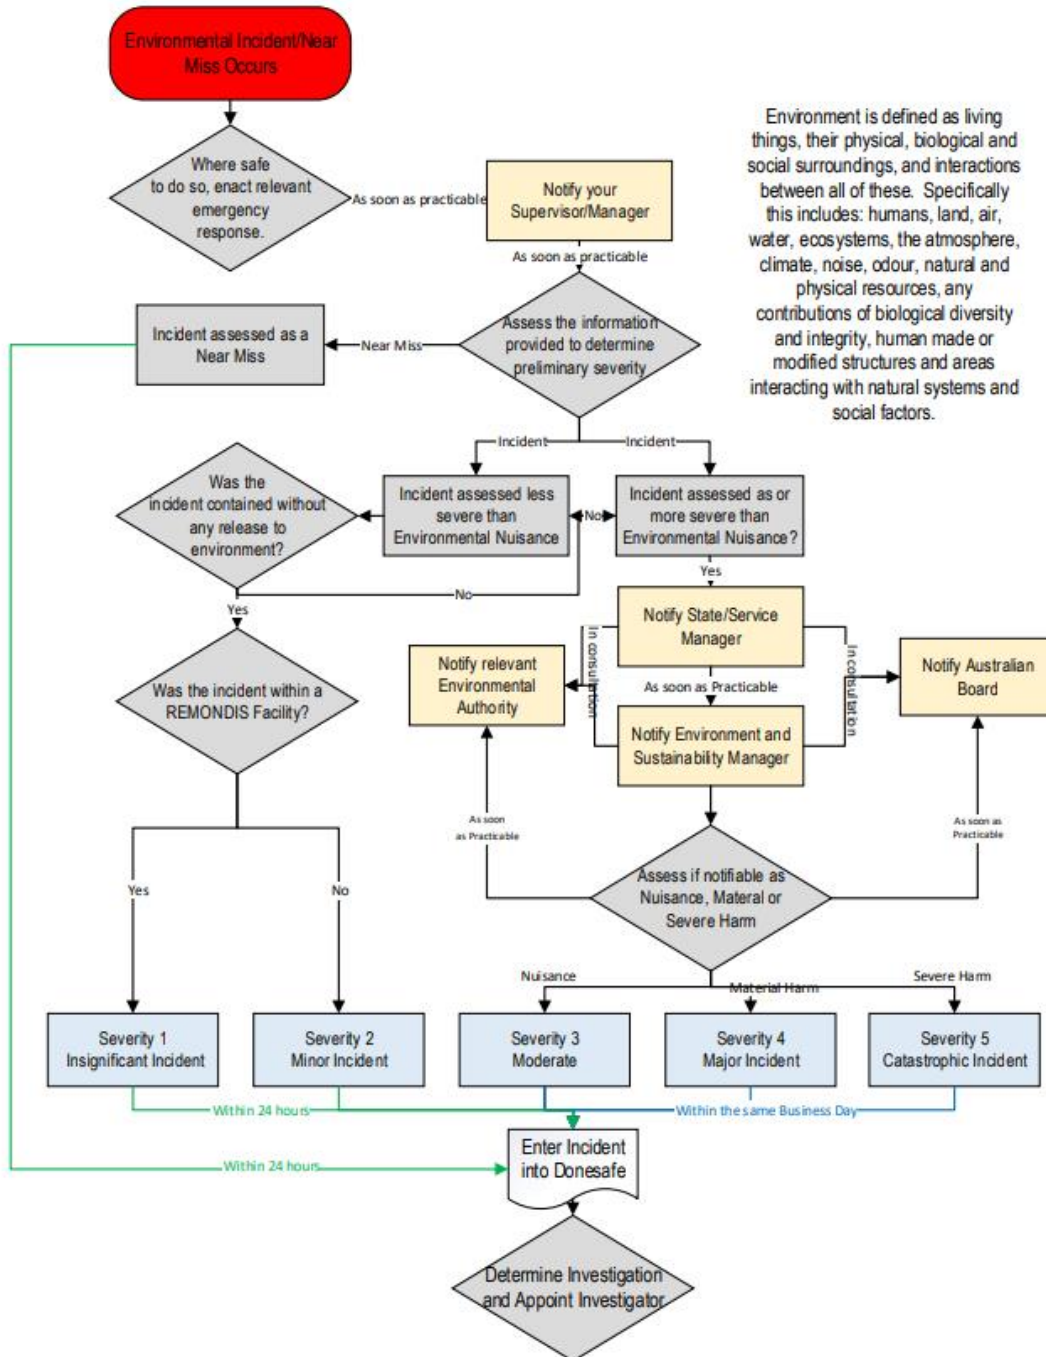 Environmental Incident/Near
Miss Occurs
Environment is defined as living
things, their physical, biological and
social surroundings, and interactions
between all of these. Specifically
this includes: humans, land, air,
water, ecosystems, the atmosphere,
climate, noise, odour, natural and
physical resources, any
contributions of biological diversity
and integrity, human made or
modified structures and areas
interacting with natural systems and
social factors.
Where safe
to do so, enact relevant
emergency
response.
As soon as practicable
Notify your
Supervisor/Manager
As soon as practicable
Assess the information
provided to determine
preliminary severity
Near Miss
Incident assessed as a
Near Miss
Incident
Incident
Was the
incident contained without
any release to
environment?
Incident assessed less
severe than
Environmental Nuisance
No
Incident assessed as or
more severe than
Environmental Nuisance?
No
Yes
Yes
Notify State/Service
Manager
In consultation
In consultation
Notify relevant
Environmental
Authority
Notify Australian
Board
As soon as Practicable
Was the incident within a
REMONDIS Facility?
Notify Environment and
Sustainability Manager
As soon
as Practicable
As soon as
Practicable
Assess if notifiable as
Nuisance, Materal or
Severe Harm
Yes
No
Nuisance
Material Harm
Severe Harm
Severity 1
Insignificant Incident
Severity 2
Minor Incident
Severity 3
Moderate
Severity 4
Major Incident
Severity 5
Catastrophic Incident
Within 24 hours
Within the same Business Day
Enter Incident
into Donesafe
Within 24 hours
Determine Investigation
and Appoint Investigator